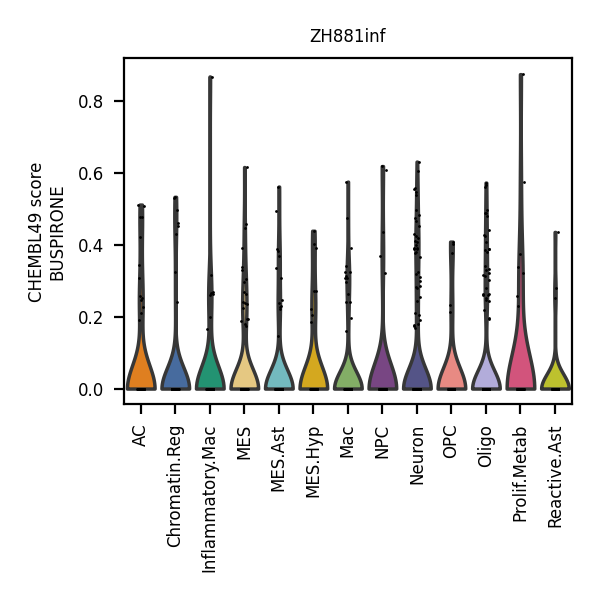 ZH881inf
CHEMBL49 score
BUSPIRONE
0.8
0.6
0.4
0.2
0.0
AC
Chromatin.Reg
Inflammatory.Mac
MES
MES.Ast
MES.Hyp
Mac
NPC
Neuron
OPC
Oligo
Prolif.Metab
Reactive.Ast